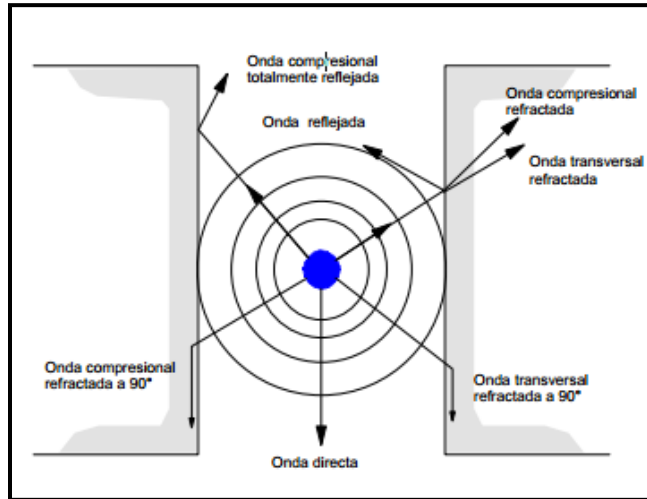 Onda compresional
totalmente reflejada
Onda compresional
refractada
Onda reflejada
Onda transversal
refractada
Onda compresional
refractada a 90°
Onda transversal
refractada a 90°
Onda directa